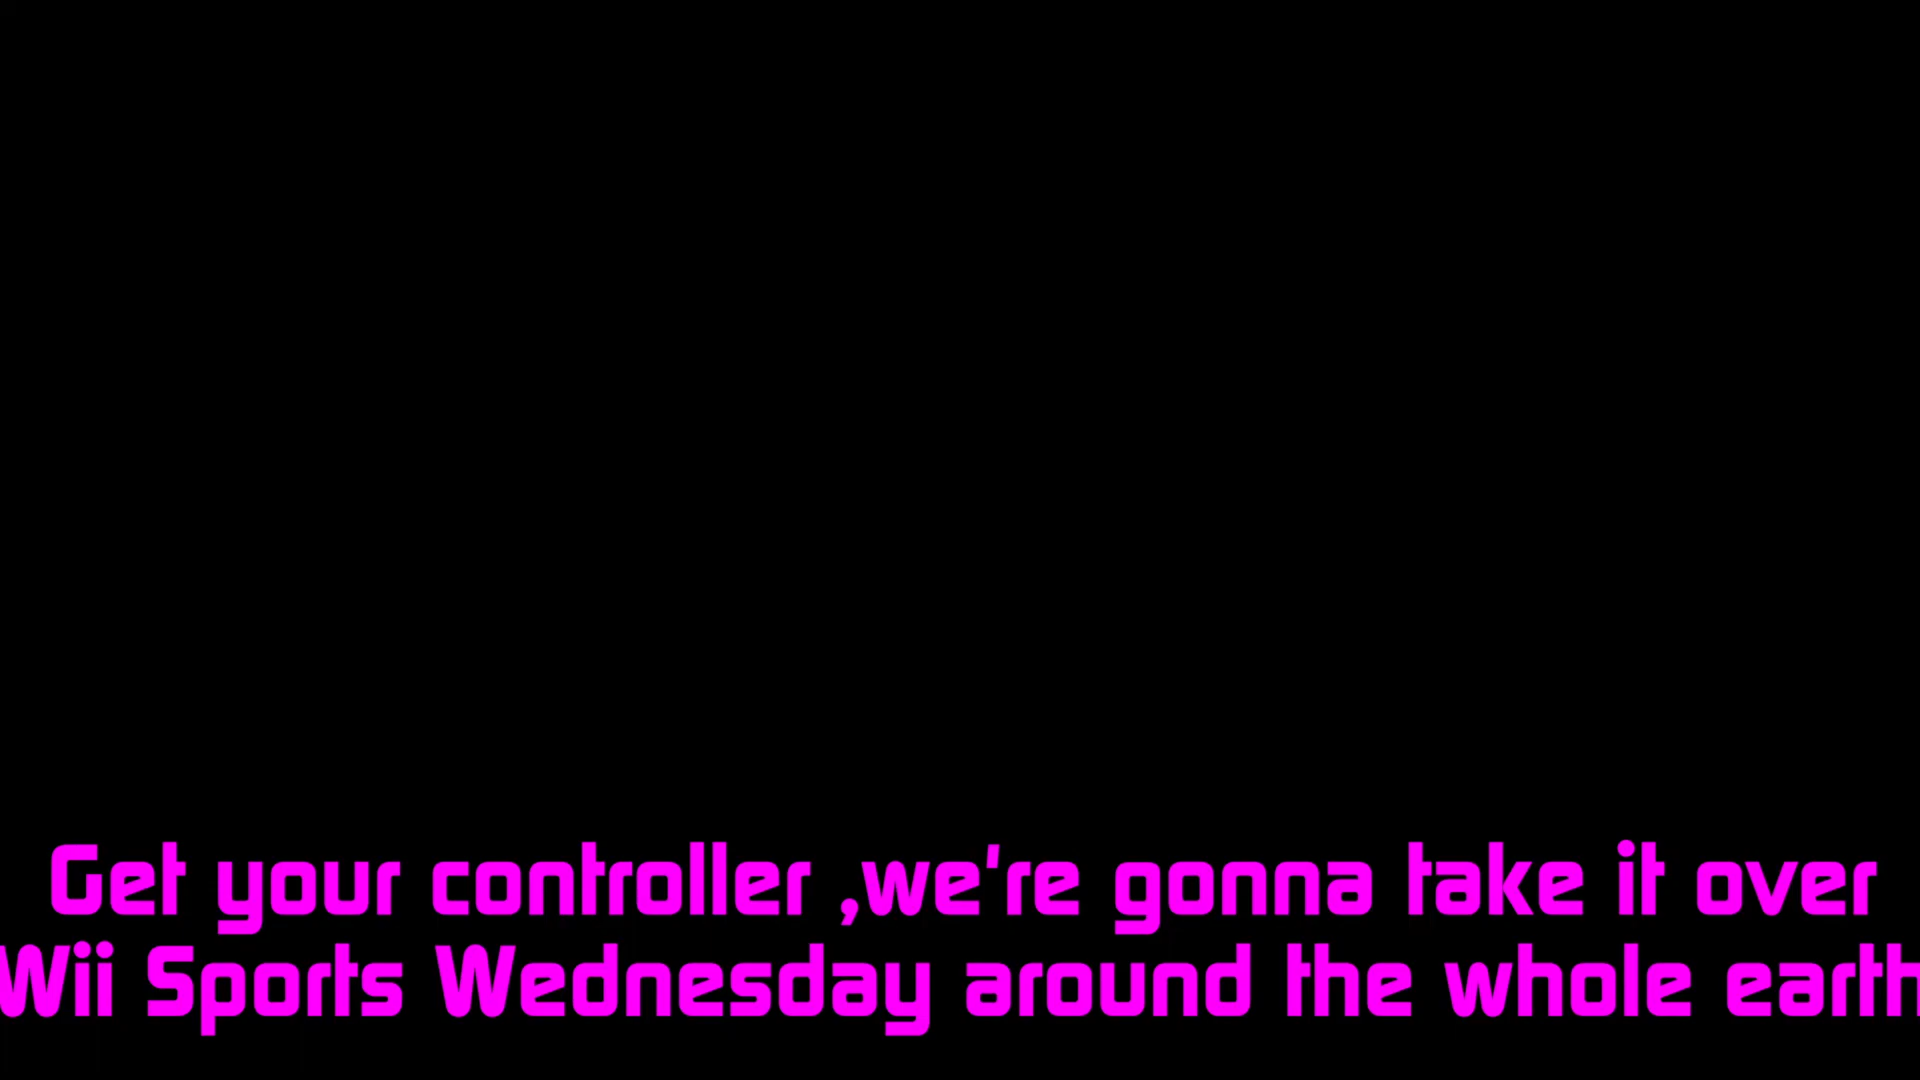 Get your controller ,we're gonna take it over
Wii Sports Wednesday around the whole earth